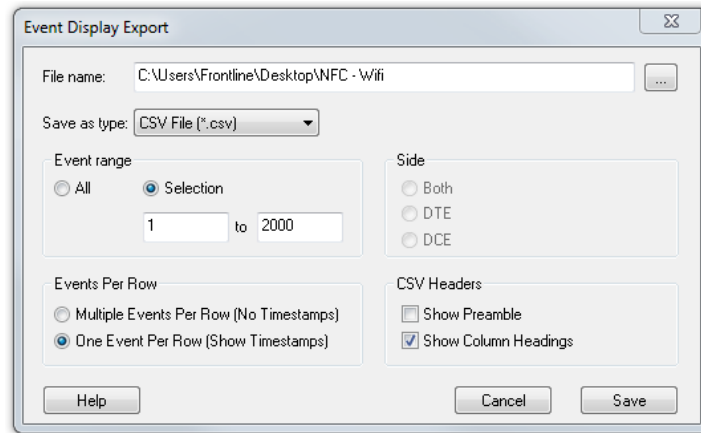 Event Display Export
File name: C:\Users\Frontline\Desktop\NFC - Wifi ...
Save as type: CSV File (*.csv)
Event range
All Selection
1 to 2000
Side
Both
DTE
DCE
Events Per Row
Multiple Events Per Row (No Timestamps)
One Event Per Row (Show Timestamps)
CSV Headers
Show Preamble
Show Column Headings
Help Cancel Save